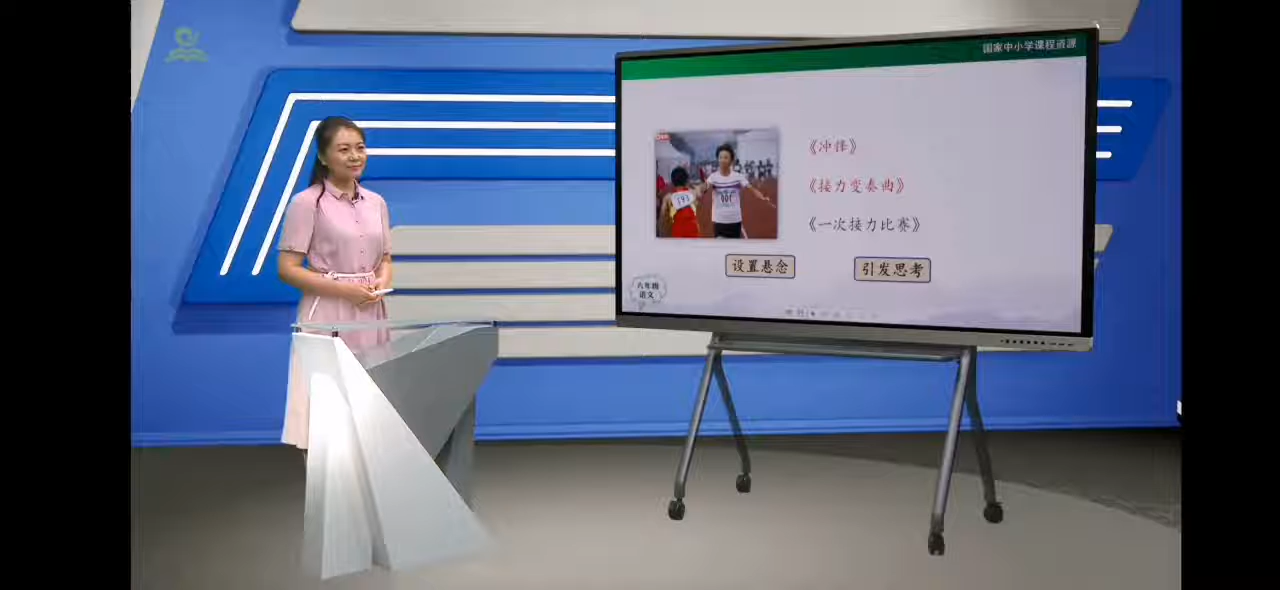 国家中小学课程资源
《冲锋》
《接力变奏曲》
《一次接力比赛》
设置悬念
引发思考
六年级
语文